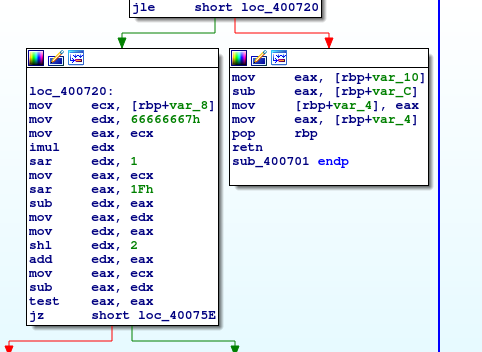 jle     short loc_400720
loc_400720:
mov     ecx, [rbp+var_8]
mov     edx, 66666667h
mov     eax, ecx
imul    edx
sar     edx, 1
mov     eax, ecx
sar     eax, 1Fh
sub     edx, eax
mov     eax, edx
mov     edx, eax
shl     edx, 2
add     edx, eax
mov     eax, ecx
sub     eax, edx
test    eax, eax
jz      short loc_40075E
mov     eax, [rbp+var_10]
sub     eax, [rbp+var_C]
mov     [rbp+var_4], eax
mov     eax, [rbp+var_4]
pop     rbp
retn
sub_400701 endp